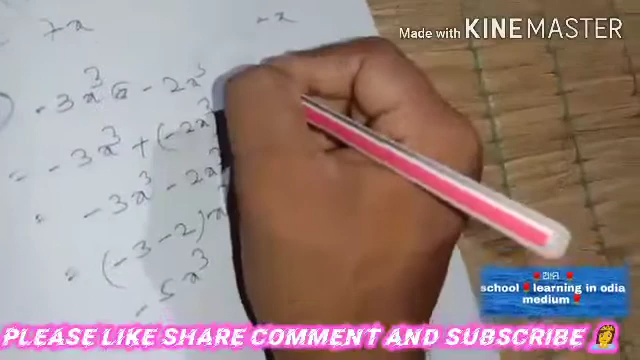 Made with KINEMASTER
7x
-x
-3x³ ଓ -2x³
= -3x³+(-2x³
= -3x³-2x³
= (-3-2)x³
-5x³
ଆମ
school learning in odia
medium
PLEASE LIKE SHARE COMMENT AND SUBSCRIBE 👸